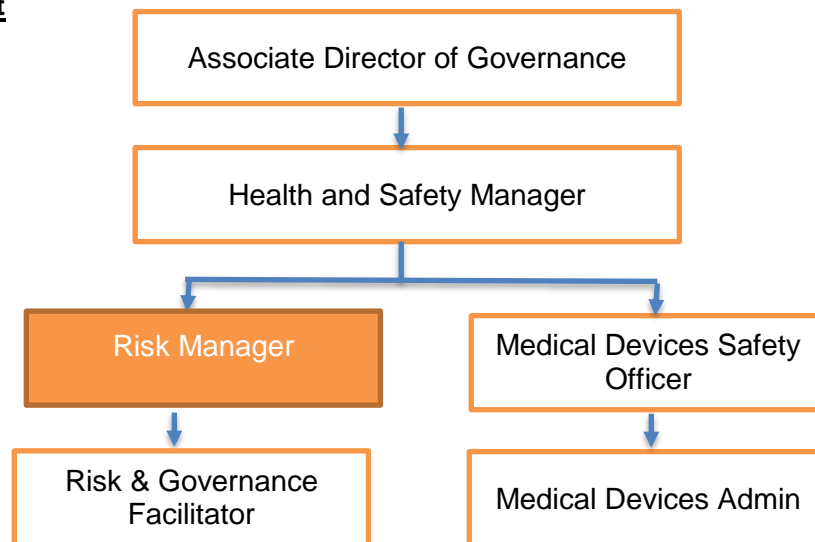 t
Associate Director of Governance
Health and Safety Manager
Risk Manager
Medical Devices Safety
Officer
Risk & Governance
Facilitator
Medical Devices Admin